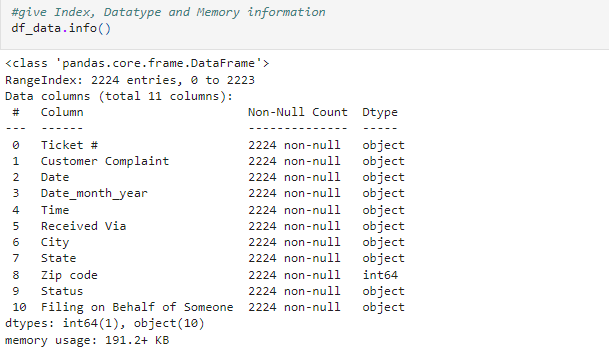 #give Index, Datatype and Memory information
df_data.info()
<class 'pandas.core.frame.DataFrame'>
RangeIndex: 2224 entries, 0 to 2223
Data columns (total 11 columns):
 #   Column                       Non-Null Count  Dtype
---  ------                       --------------  -----
 0   Ticket #                     2224 non-null   object
 1   Customer Complaint           2224 non-null   object
 2   Date                         2224 non-null   object
 3   Date_month_year              2224 non-null   object
 4   Time                         2224 non-null   object
 5   Received Via                 2224 non-null   object
 6   City                         2224 non-null   object
 7   State                        2224 non-null   object
 8   Zip code                     2224 non-null   int64
 9   Status                       2224 non-null   object
 10  Filing on Behalf of Someone  2224 non-null   object
dtypes: int64(1), object(10)
memory usage: 191.2+ KB